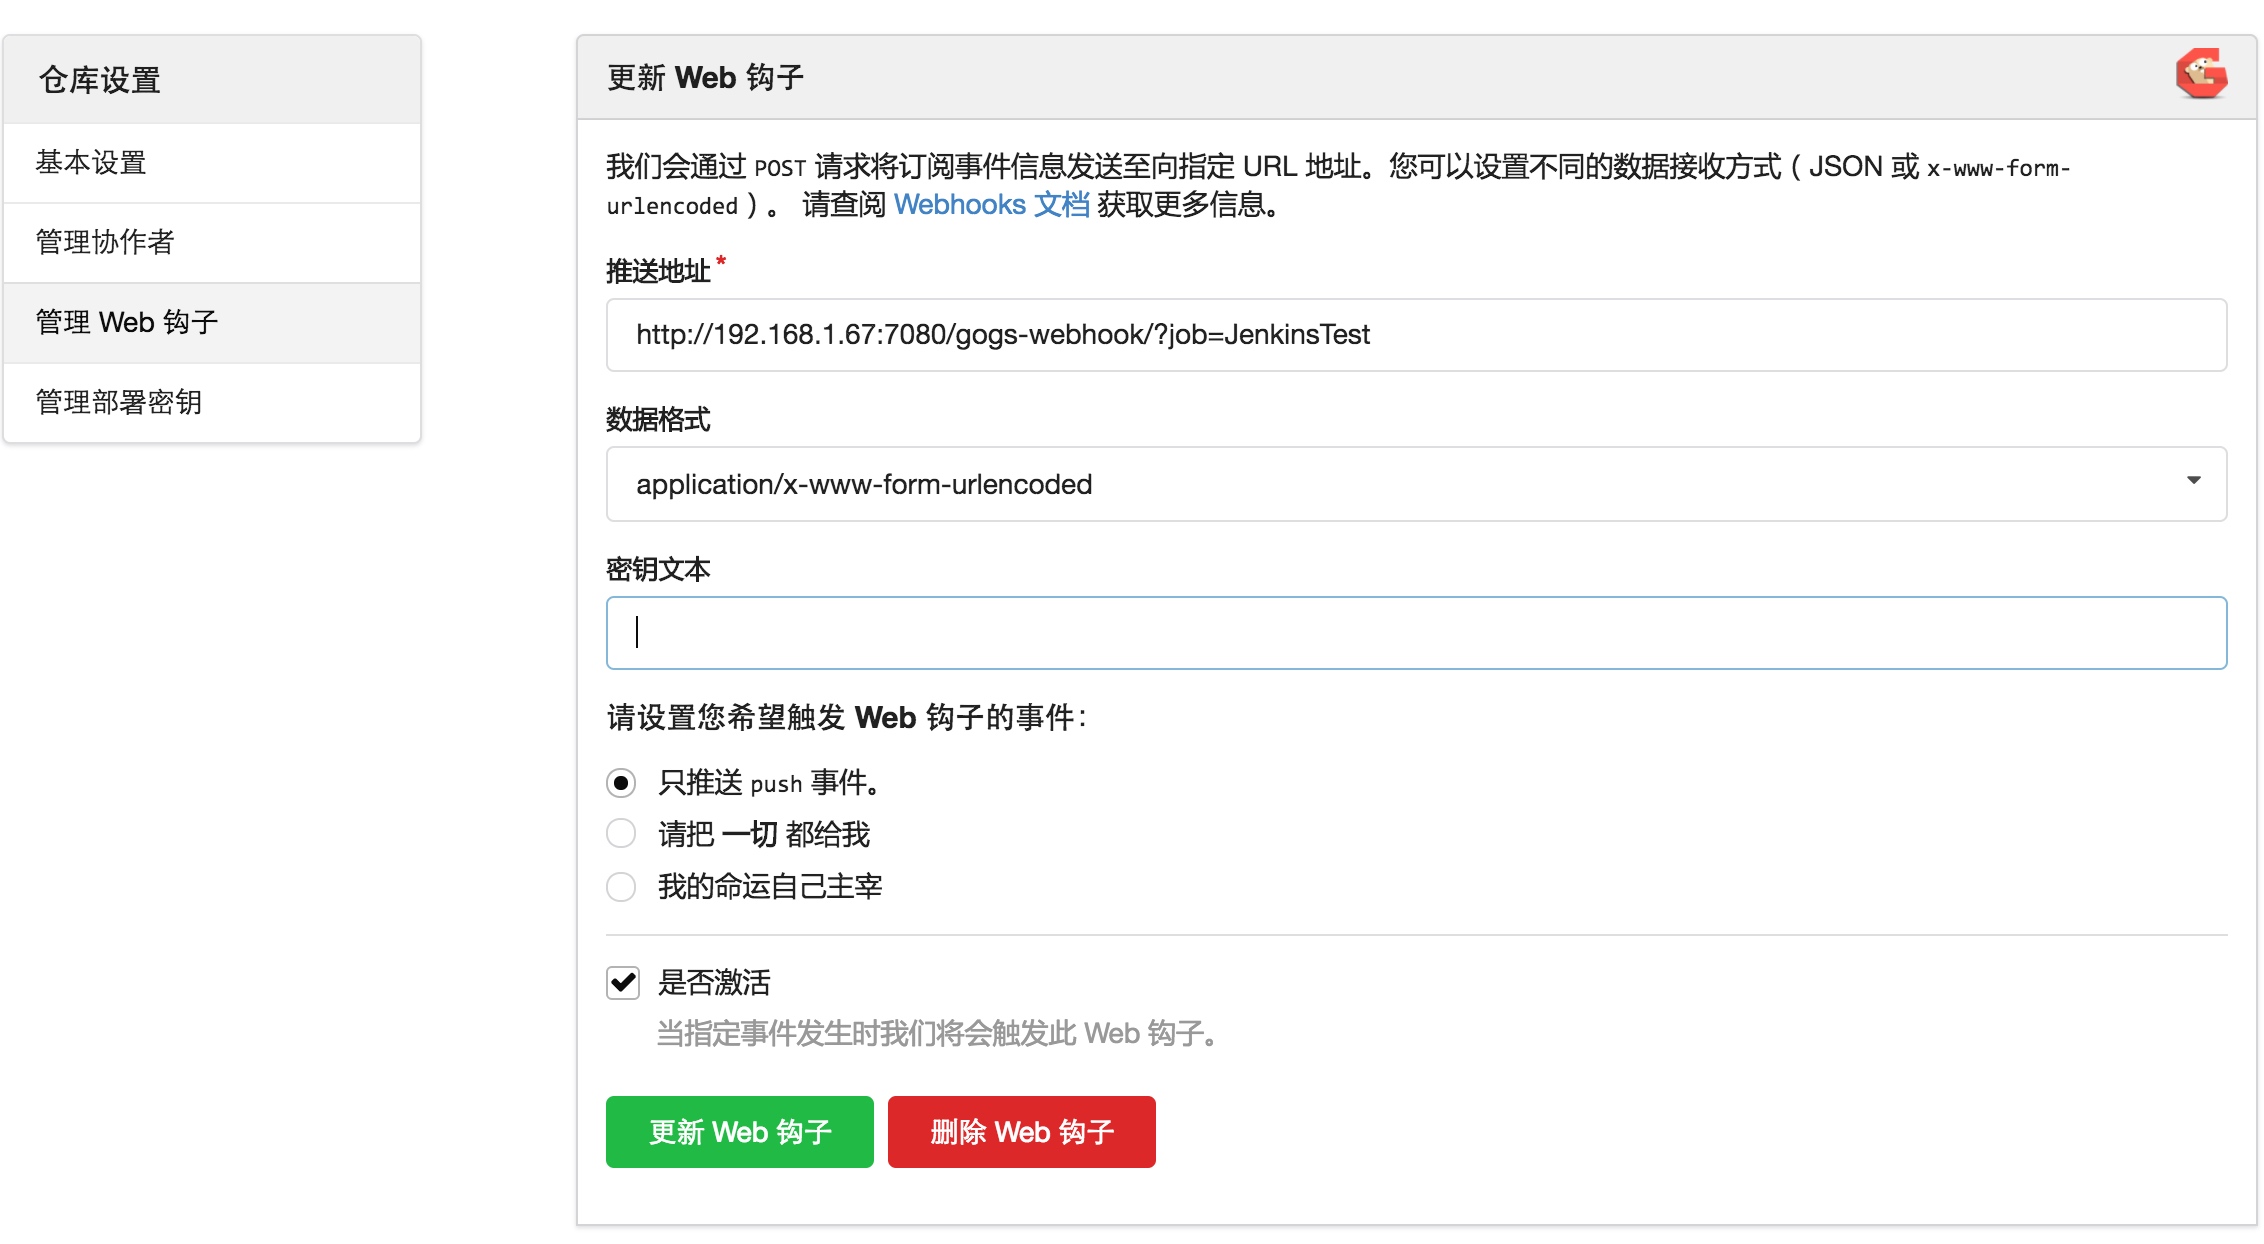 仓库设置
基本设置
管理协作者
管理 Web 钩子
管理部署密钥
更新 Web 钩子
我们会通过 POST 请求将订阅事件信息发送至向指定 URL 地址。您可以设置不同的数据接收方式（JSON 或 x-www-form-
urlencoded）。 请查阅 Webhooks 文档 获取更多信息。
推送地址*
http://192.168.1.67:7080/gogs-webhook/?job=JenkinsTest
数据格式
application/x-www-form-urlencoded
密钥文本
请设置您希望触发 Web 钩子的事件：
只推送 push 事件。
请把 一切 都给我
我的命运自己主宰
是否激活
当指定事件发生时我们将会触发此 Web 钩子。
更新 Web 钩子
删除 Web 钩子